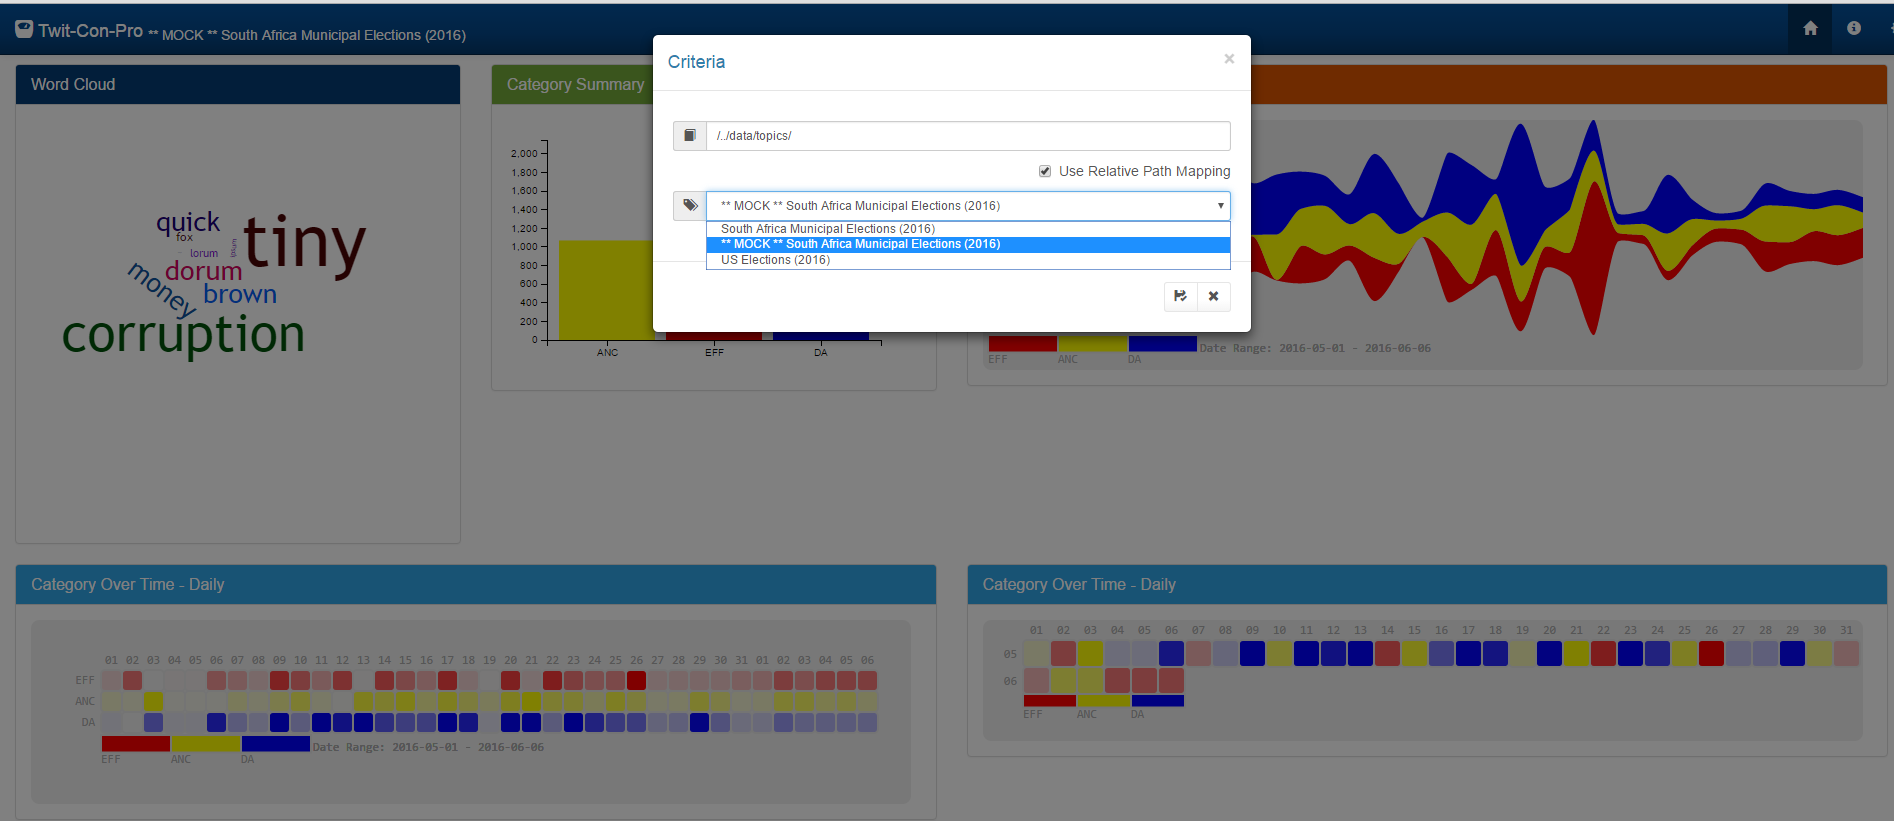 Twit-Con-Pro ** MOCK ** South Africa Municipal Elections (2016)
Word Cloud
quick
fox
tiny
lorum
dorum
money
brown
corruption
Category Summary
2,000
1,800
1,600
1,400
1,200
1,000
800
600
400
200
0
ANC EFF DA
Criteria
×
/../data/topics/
Use Relative Path Mapping
** MOCK ** South Africa Municipal Elections (2016)
South Africa Municipal Elections (2016)
** MOCK ** South Africa Municipal Elections (2016)
US Elections (2016)
Date Range: 2016-05-01 - 2016-06-06
EFF ANC DA
Category Over Time - Daily
01 02 03 04 05 06 07 08 09 10 11 12 13 14 15 16 17 18 19 20 21 22 23 24 25 26 27 28 29 30 31 01 02 03 04 05 06
EFF
ANC
DA
Date Range: 2016-05-01 - 2016-06-06
EFF ANC DA
Category Over Time - Daily
01 02 03 04 05 06 07 08 09 10 11 12 13 14 15 16 17 18 19 20 21 22 23 24 25 26 27 28 29 30 31
05
06
EFF ANC DA